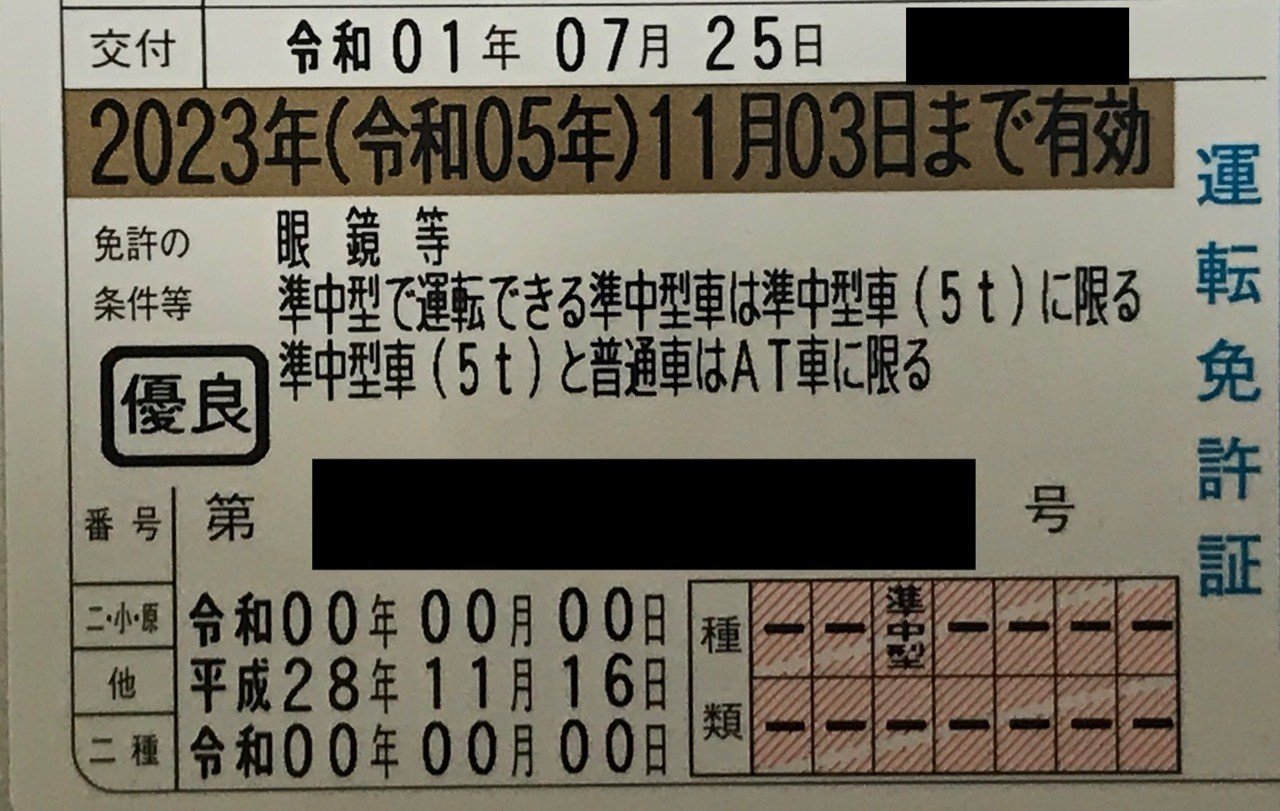 交付 令和01年07月25日
2023年(令和05年)11月03日まで有効
免許の 眼鏡等
条件等 準中型で運転できる準中型車は準中型車(5t)に限る
準中型車(5t)と普通車はAT車に限る
優良
番号 第 号
二・小・原 令和00年00月00日
他 平成28年11月16日
二種 令和00年00月00日
種類
準中型
運転免許証